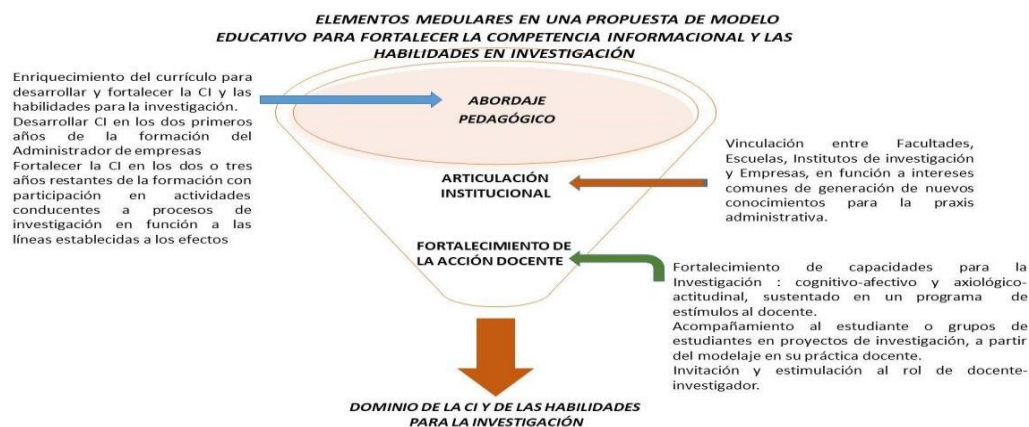 ELEMENTOS MEDULARES EN UNA PROPUESTA DE MODELO
EDUCATIVO PARA FORTALECER LA COMPETENCIA INFORMACIONAL Y LAS
HABILIDADES EN INVESTIGACIÓN
Enriquecimiento del currículo para
desarrollar y fortalecer la CI y las
habilidades para la investigación.
Desarrollar CI en los dos primeros
años de la formación del
Administrador de empresas
Fortalecer la CI en los dos o tres
años restantes de la formación con
participación en actividades
conducentes a procesos de
investigación en función a las
líneas establecidas a los efectos
ABORDAJE
PEDAGÓGICO
ARTICULACIÓN
INSTITUCIONAL
Vinculación entre Facultades,
Escuelas, Institutos de investigación
y Empresas, en función a intereses
comunes de generación de nuevos
conocimientos para la praxis
administrativa.
FORTALECIMIENTO DE
LA ACCIÓN DOCENTE
Fortalecimiento de capacidades para la
Investigación : cognitivo-afectivo y axiológico-
actitudinal, sustentado en un programa de
estímulos al docente.
Acompañamiento al estudiante o grupos de
estudiantes en proyectos de investigación, a partir
del modelaje en su práctica docente.
Invitación y estimulación al rol de docente-
investigador.
DOMINIO DE LA CI Y DE LAS HABILIDADES
PARA LA INVESTIGACIÓN